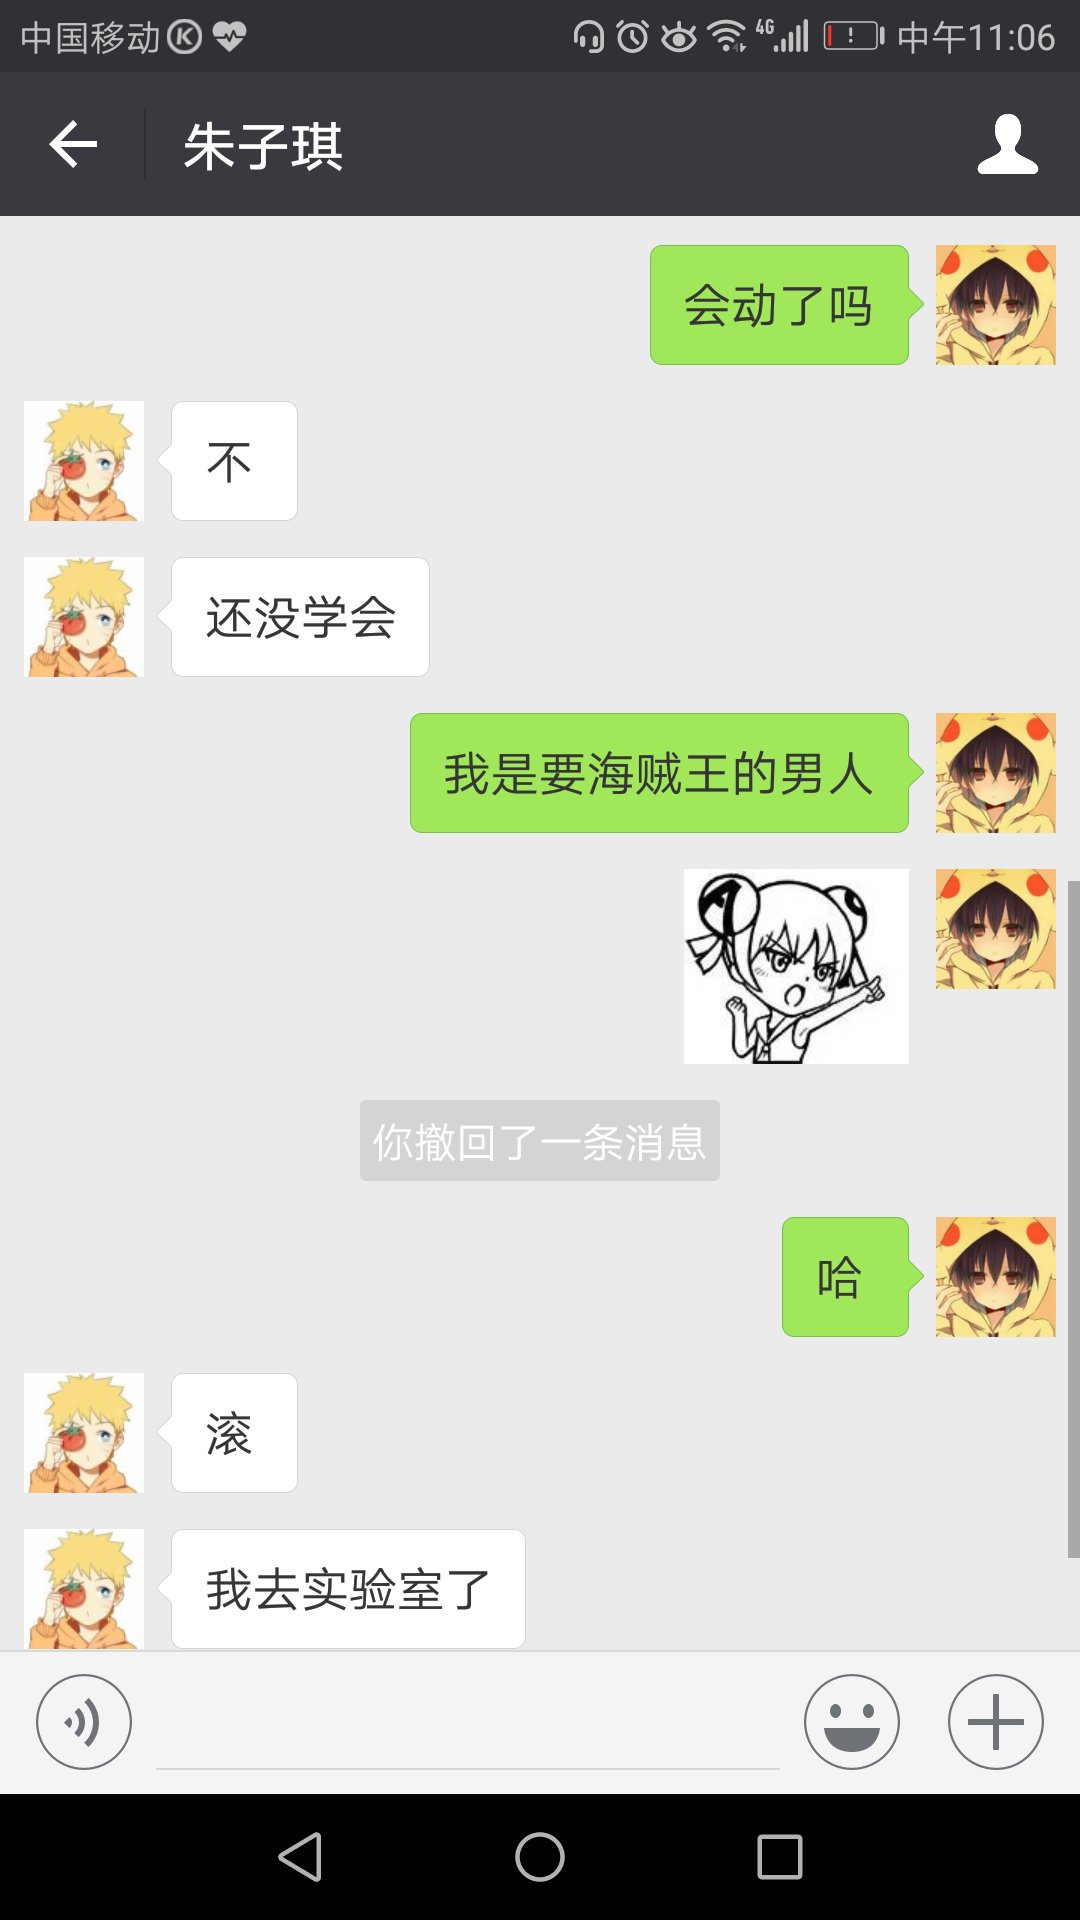 中国移动
4G
中午11:06
朱子琪
会动了吗
不
还没学会
我是要海贼王的男人
你撤回了一条消息
哈
滚
我去实验室了